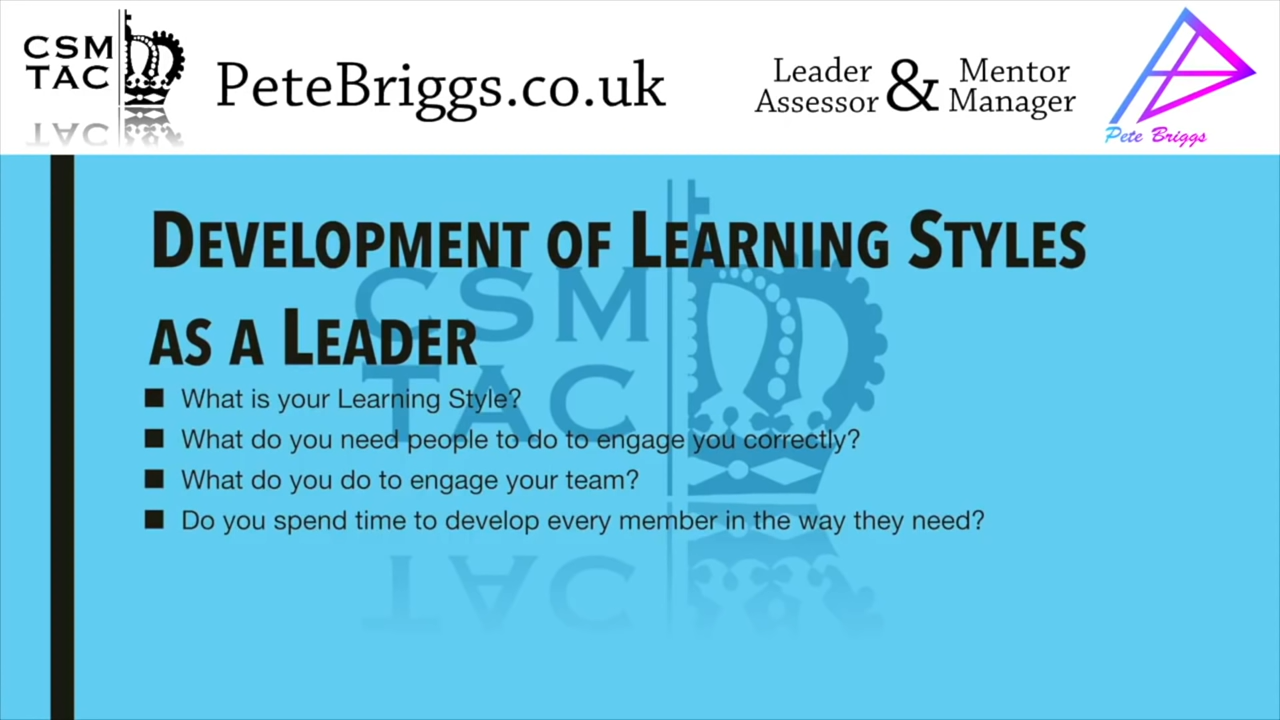 CSM
TAC
PeteBriggs.co.uk
Leader
Assessor
&
Mentor
Manager
Pete Briggs
DEVELOPMENT OF LEARNING STYLES
AS A LEADER
CSM
TAC
■ What is your Learning Style?
■ What do you need people to do to engage you correctly?
■ What do you do to engage your team?
■ Do you spend time to develop every member in the way they need?